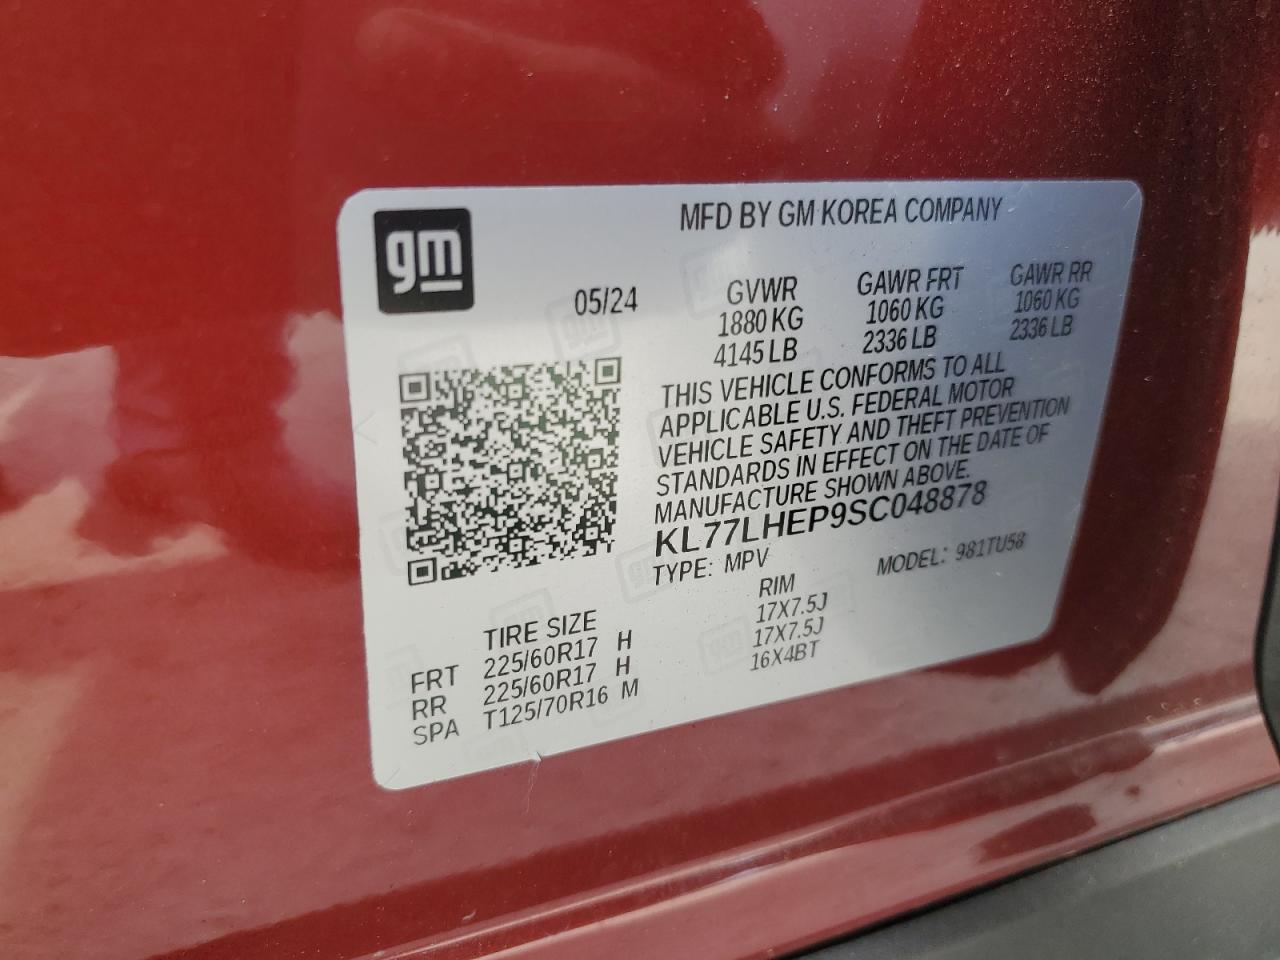 gm
MFD BY GM KOREA COMPANY
05/24
GVWR
1880 KG
4145 LB
GAWR FRT
1060 KG
2336 LB
GAWR RR
1060 KG
2336 LB
THIS VEHICLE CONFORMS TO ALL
APPLICABLE U.S. FEDERAL MOTOR
VEHICLE SAFETY AND THEFT PREVENTION
STANDARDS IN EFFECT ON THE DATE OF
MANUFACTURE SHOWN ABOVE.
KL77LHEP9SC048878
TYPE: MPV
MODEL: 981TU58
TIRE SIZE
RIM
FRT 225/60R17 H 17X7.5J
RR 225/60R17 H 17X7.5J
SPA T125/70R16 M 16X4BT